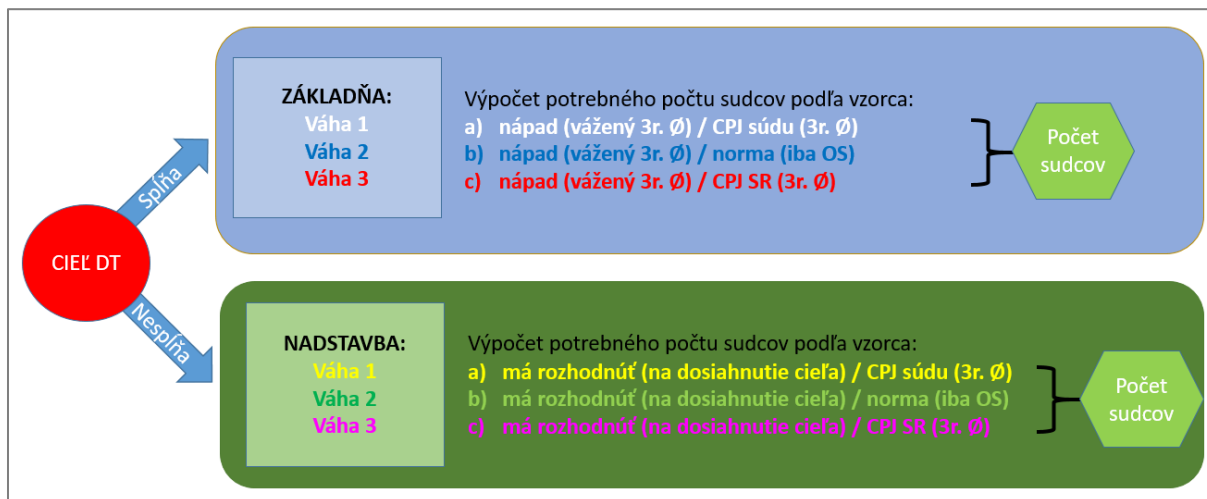 CIEĽ DT
Spĺňa
ZÁKLADŇA:
Váha 1
Váha 2
Váha 3
Výpočet potrebného počtu sudcov podľa vzorca:
a) nápad (vážený 3r. Ø) / CPJ súdu (3r. Ø)
b) nápad (vážený 3r. Ø) / norma (iba OS)
c) nápad (vážený 3r. Ø) / CPJ SR (3r. Ø)
Počet
sudcov
Nespĺňa
NADSTAVBA:
Váha 1
Váha 2
Váha 3
Výpočet potrebného počtu sudcov podľa vzorca:
a) má rozhodnúť (na dosiahnutie cieľa) / CPJ súdu (3r. Ø)
b) má rozhodnúť (na dosiahnutie cieľa) / norma (iba OS)
c) má rozhodnúť (na dosiahnutie cieľa) / CPJ SR (3r. Ø)
Počet
sudcov